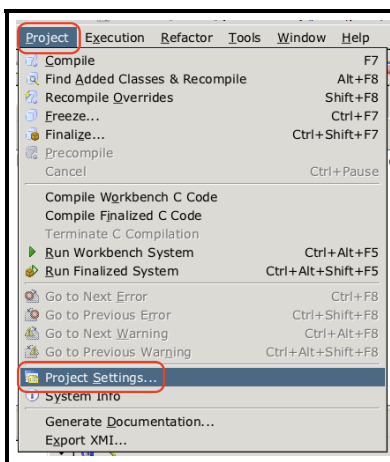 Project Execution Refactor Tools Window Help
Compile F7
Find Added Classes & Recompile Alt+F8
Recompile Overrides Shift+F8
Freeze... Ctrl+F7
Finalize... Ctrl+Shift+F7
Precompile
Cancel Ctrl+Pause
Compile Workbench C Code
Compile Finalized C Code
Terminate C Compilation
Run Workbench System Ctrl+Alt+F5
Run Finalized System Ctrl+Alt+Shift+F5
Go to Next Error Ctrl+F8
Go to Previous Error Ctrl+Shift+F8
Go to Next Warning Ctrl+Alt+F8
Go to Previous Warning Ctrl+Alt+Shift+F8
Project Settings...
System Info
Generate Documentation...
Export XMI...